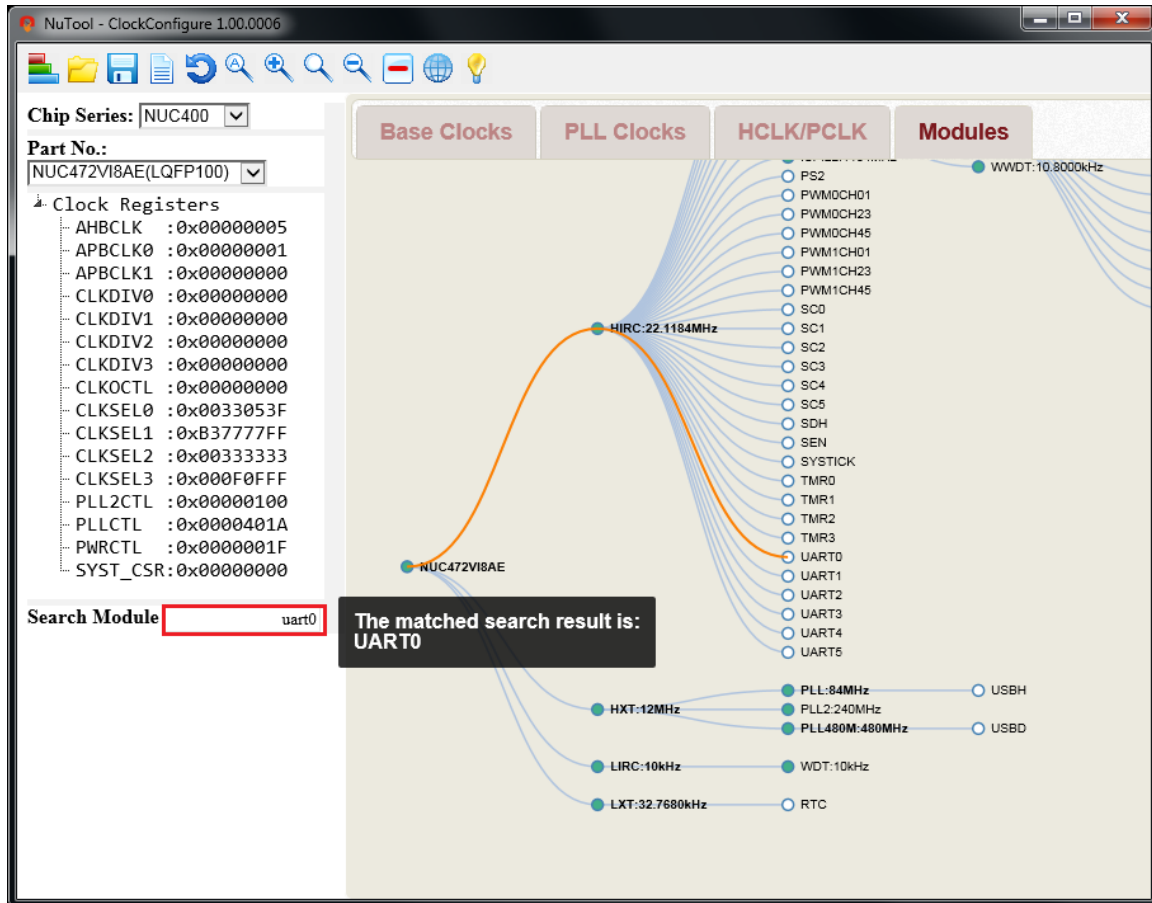 NuTool - ClockConfigure 1.00.0006
Chip Series: NUC400
Part No.:
NUC472VI8AE(LQFP100)
Clock Registers
AHBCLK :0x00000005
APBCLK0 :0x00000001
APBCLK1 :0x00000000
CLKDIV0 :0x00000000
CLKDIV1 :0x00000000
CLKDIV2 :0x00000000
CLKDIV3 :0x00000000
CLKOCTL :0x00000000
CLKSEL0 :0x0033053F
CLKSEL1 :0xB37777FF
CLKSEL2 :0x00333333
CLKSEL3 :0x000F0FFF
PLL2CTL :0x00000100
PLLCTL :0x0000401A
PWRCTL :0x0000001F
SYST_CSR:0x00000000
Search Module uart0
Base Clocks PLL Clocks HCLK/PCLK Modules
WWDT:10.8000kHz
PS2
PWM0CH01
PWM0CH23
PWM0CH45
PWM1CH01
PWM1CH23
PWM1CH45
SC0
HIRC:22.1184MHz
SC1
SC2
SC3
SC4
SC5
SDH
SEN
SYSTICK
TMR0
TMR1
TMR2
TMR3
UART0
NUC472VI8AE
UART1
UART2
UART3
UART4
UART5
The matched search result is:
UART0
PLL:84MHz USBH
HXT:12MHz PLL2:240MHz
PLL480M:480MHz USBD
LIRC:10kHz WDT:10kHz
LXT:32.7680kHz RTC